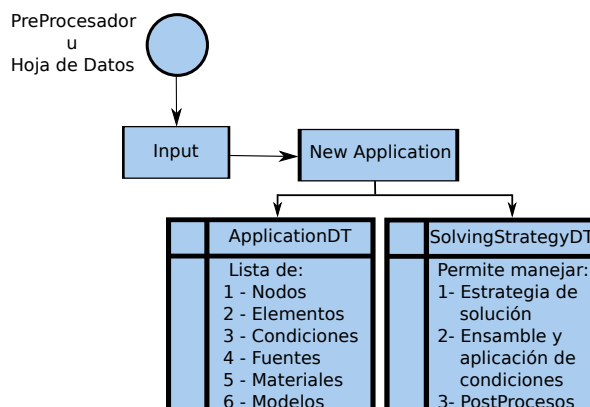 PreProcesador
u
Hoja de Datos
Input
New Application
ApplicationDT
Lista de:
1 - Nodos
2 - Elementos
3 - Condiciones
4 - Fuentes
5 - Materiales
6 - Modelos
SolvingStrategyDT
Permite manejar:
1- Estrategia de
solución
2- Ensamble y
aplicación de
condiciones
3- PostProcesos